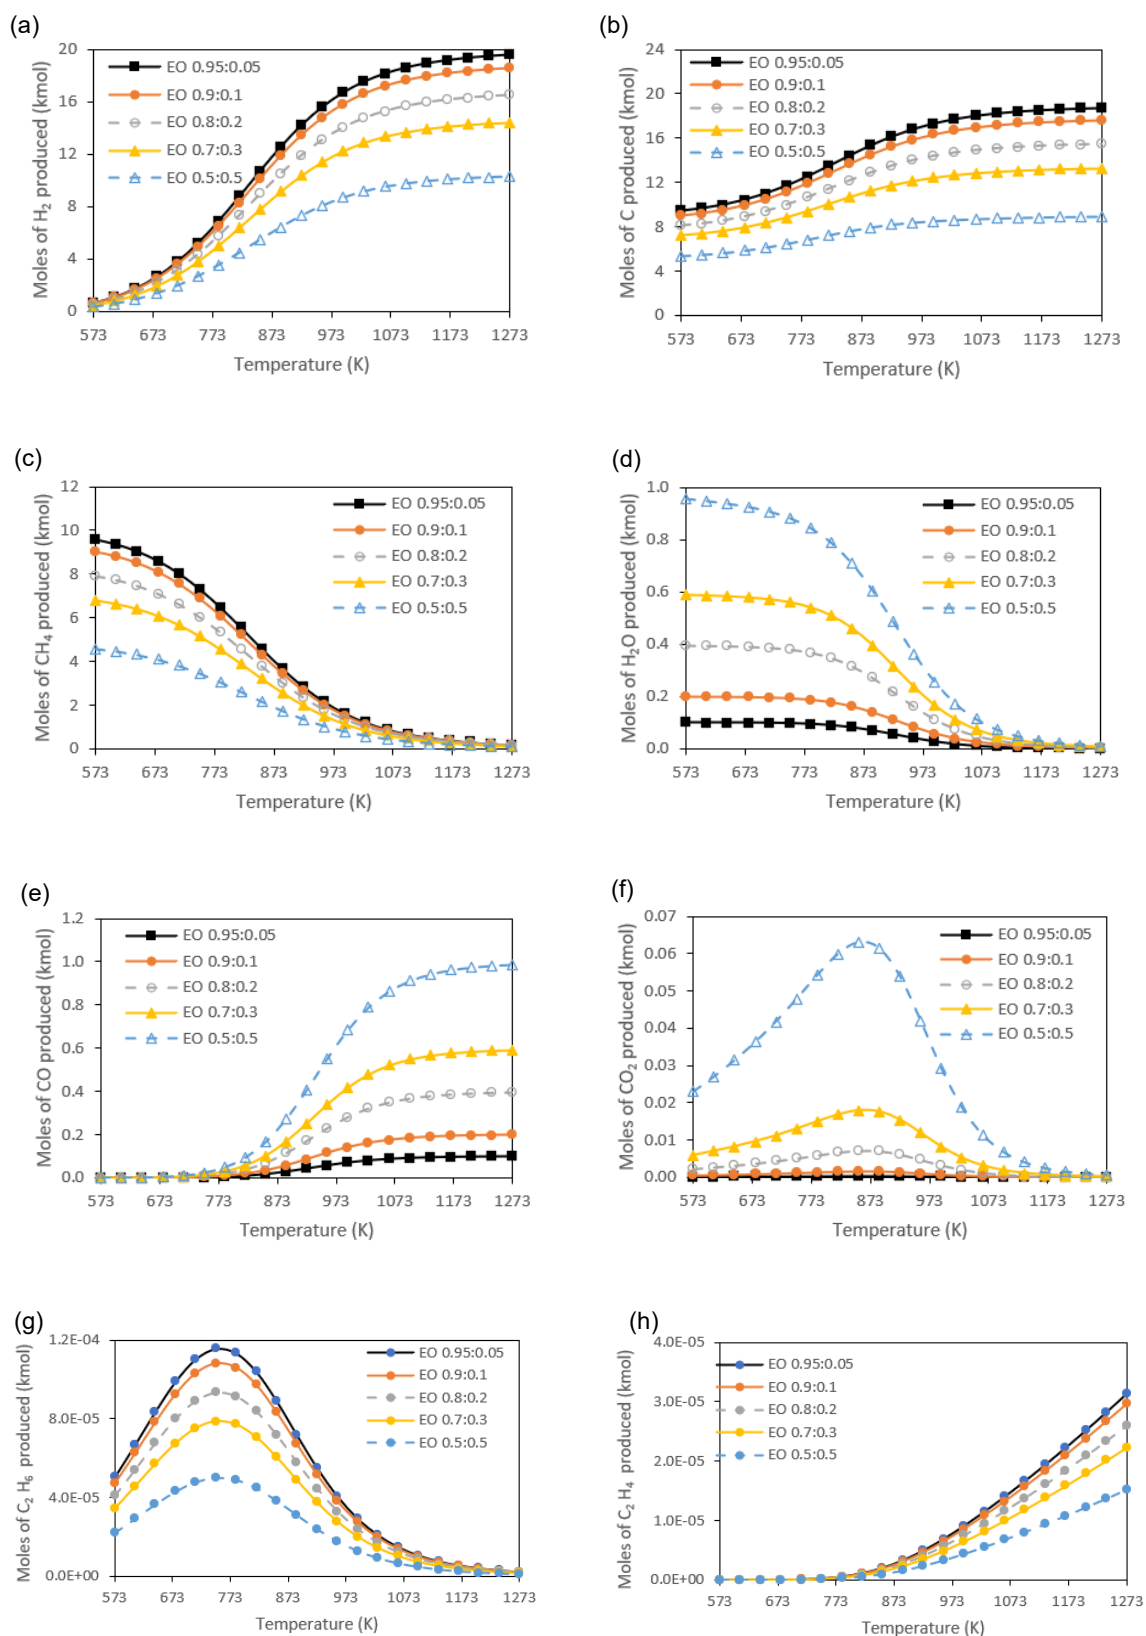 (a)
Moles of H2 produced (kmol)
20
16
12
8
4
0
EO 0.95:0.05
EO 0.9:0.1
EO 0.8:0.2
EO 0.7:0.3
EO 0.5:0.5
573 673 773 873 973 1073 1173 1273
Temperature (K)
(b)
Moles of C produced (kmol)
24
20
16
12
8
4
0
EO 0.95:0.05
EO 0.9:0.1
EO 0.8:0.2
EO 0.7:0.3
EO 0.5:0.5
573 673 773 873 973 1073 1173 1273
Temperature (K)
(c)
Moles of CH4 produced (kmol)
12
10
8
6
4
2
0
EO 0.95:0.05
EO 0.9:0.1
EO 0.8:0.2
EO 0.7:0.3
EO 0.5:0.5
573 673 773 873 973 1073 1173 1273
Temperature (K)
(d)
Moles of H2O produced (kmol)
1.0
0.8
0.6
0.4
0.2
0.0
EO 0.95:0.05
EO 0.9:0.1
EO 0.8:0.2
EO 0.7:0.3
EO 0.5:0.5
573 673 773 873 973 1073 1173 1273
Temperature (K)
(e)
Moles of CO produced (kmol)
1.2
1.0
0.8
0.6
0.4
0.2
0.0
EO 0.95:0.05
EO 0.9:0.1
EO 0.8:0.2
EO 0.7:0.3
EO 0.5:0.5
573 673 773 873 973 1073 1173 1273
Temperature (K)
(f)
Moles of CO2 produced (kmol)
0.07
0.06
0.05
0.04
0.03
0.02
0.01
0.00
EO 0.95:0.05
EO 0.9:0.1
EO 0.8:0.2
EO 0.7:0.3
EO 0.5:0.5
573 673 773 873 973 1073 1173 1273
Temperature (K)
(g)
Moles of C2 H6 produced (kmol)
1.2E-04
8.0E-05
4.0E-05
0.0E+00
EO 0.95:0.05
EO 0.9:0.1
EO 0.8:0.2
EO 0.7:0.3
EO 0.5:0.5
573 673 773 873 973 1073 1173 1273
Temperature (K)
(h)
Moles of C2 H4 produced (kmol)
4.0E-05
3.0E-05
2.0E-05
1.0E-05
0.0E+00
EO 0.95:0.05
EO 0.9:0.1
EO 0.8:0.2
EO 0.7:0.3
EO 0.5:0.5
573 673 773 873 973 1073 1173 1273
Temperature (K)